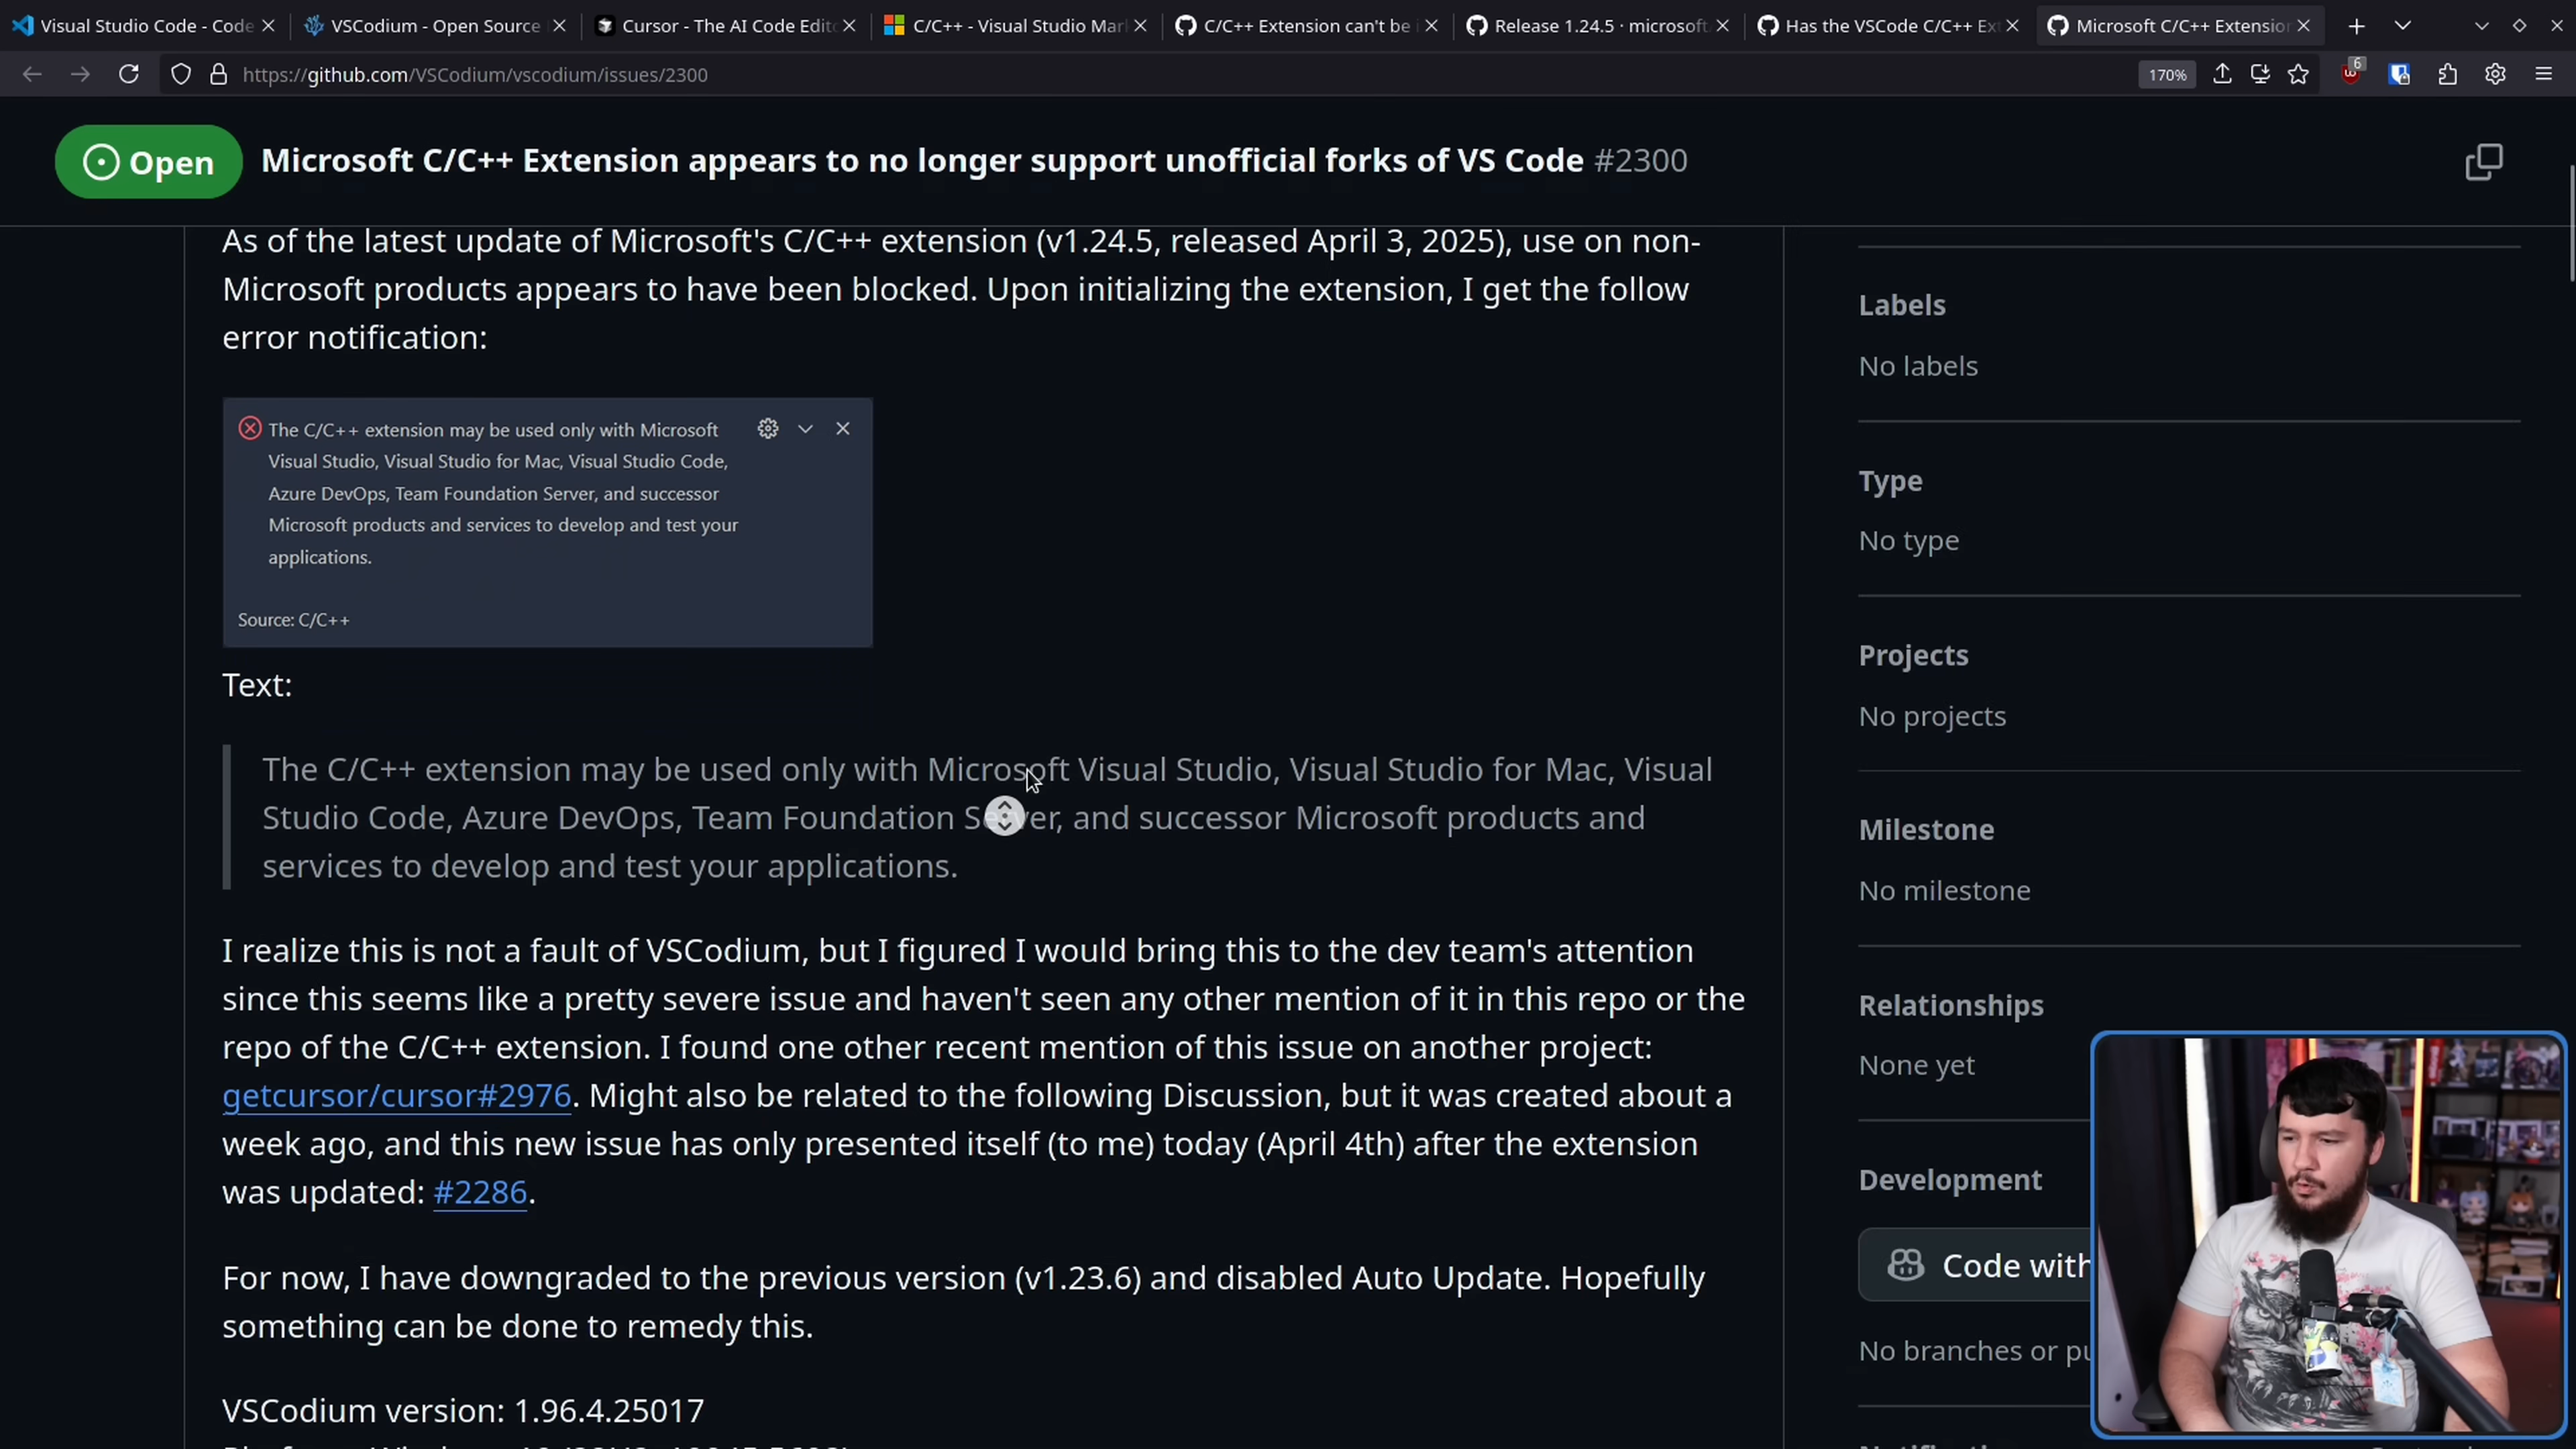 Visual Studio Code - Code
VSCodium - Open Source
Cursor - The AI Code Edito
C/C++ - Visual Studio Mar
C/C++ Extension can't be i
Release 1.24.5 · microsoft
Has the VSCode C/C++ Ex
Microsoft C/C++ Extension
https://github.com/VSCodium/vscodium/issues/2300
170%
6
Open
Microsoft C/C++ Extension appears to no longer support unofficial forks of VS Code #2300
As of the latest update of Microsoft's C/C++ extension (v1.24.5, released April 3, 2025), use on non-
Microsoft products appears to have been blocked. Upon initializing the extension, I get the follow
error notification:
The C/C++ extension may be used only with Microsoft
Visual Studio, Visual Studio for Mac, Visual Studio Code,
Azure DevOps, Team Foundation Server, and successor
Microsoft products and services to develop and test your
applications.
Source: C/C++
Text:
The C/C++ extension may be used only with Microsoft Visual Studio, Visual Studio for Mac, Visual
Studio Code, Azure DevOps, Team Foundation Server, and successor Microsoft products and
services to develop and test your applications.
I realize this is not a fault of VSCodium, but I figured I would bring this to the dev team's attention
since this seems like a pretty severe issue and haven't seen any other mention of it in this repo or the
repo of the C/C++ extension. I found one other recent mention of this issue on another project:
getcursor/cursor#2976. Might also be related to the following Discussion, but it was created about a
week ago, and this new issue has only presented itself (to me) today (April 4th) after the extension
was updated: #2286.
For now, I have downgraded to the previous version (v1.23.6) and disabled Auto Update. Hopefully
something can be done to remedy this.
VSCodium version: 1.96.4.25017
Labels
No labels
Type
No type
Projects
No projects
Milestone
No milestone
Relationships
None yet
Development
Code with
No branches or pu